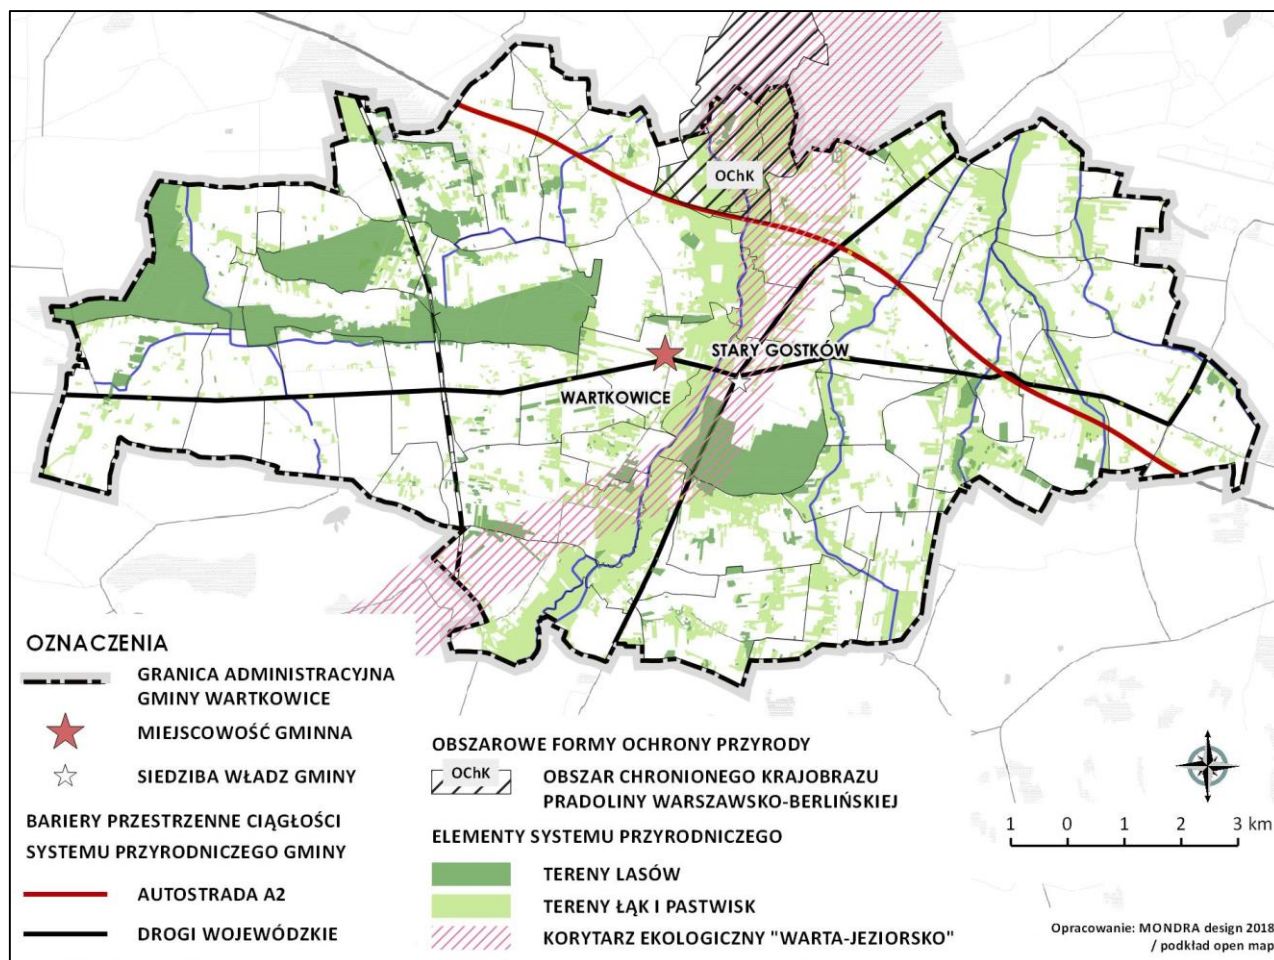 OChK
STARY GOSTKÓW
WARTKOWICE
OZNACZENIA
GRANICA ADMINISTRACYJNA
GMINY WARTKOWICE
MIEJSCOWOŚĆ GMINNA
SIEDZIBA WŁADZ GMINY
BARIERY PRZESTRZENNE CIĄGŁOŚCI
SYSTEMU PRZYRODNICZEGO GMINY
AUTOSTRADA A2
DROGI WOJEWÓDZKIE
OBSZAROWE FORMY OCHRONY PRZYRODY
OChK
OBSZAR CHRONIONEGO KRAJOBRAZU
PRADOLINY WARSZAWSKO-BERLIŃSKIEJ
ELEMENTY SYSTEMU PRZYRODNICZEGO
TERENY LASÓW
TERENY ŁĄK I PASTWISK
KORYTARZ EKOLOGICZNY "WARTA-JEZIORSKO"
1 0 1 2 3 km
Opracowanie: MONDRA design 2018
/ podkład open map